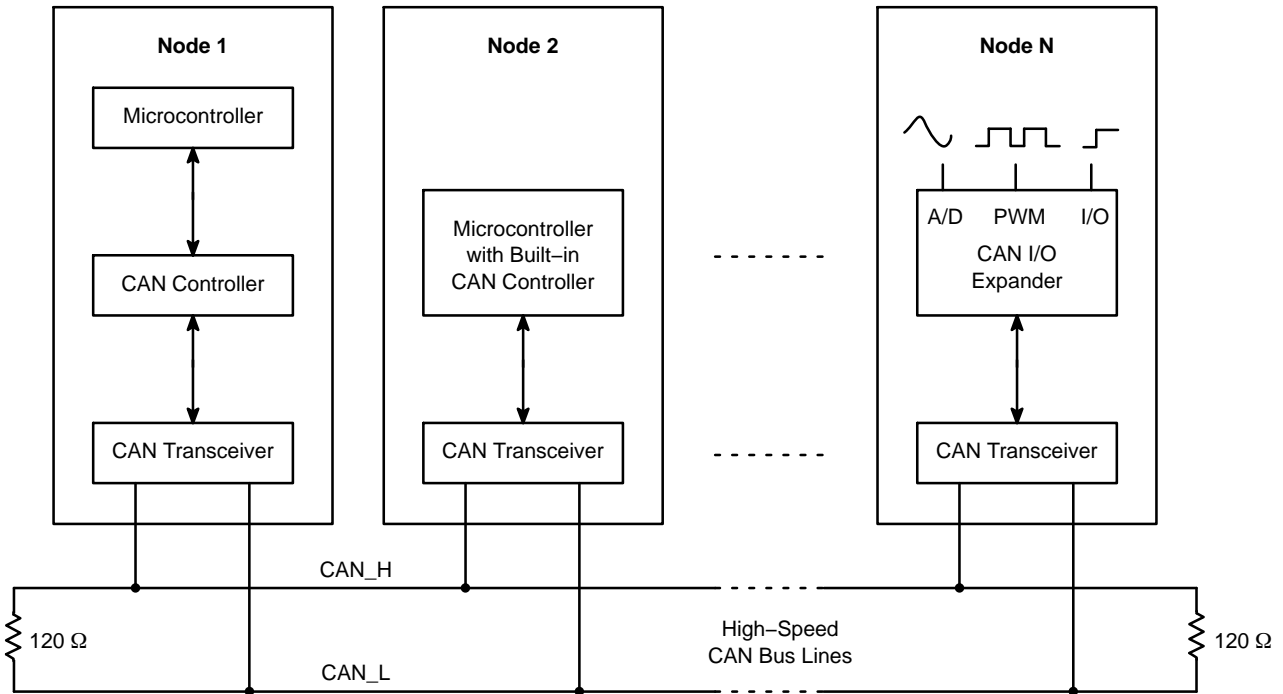 Node 1
Microcontroller
CAN Controller
CAN Transceiver
Node 2
Microcontroller
with Built−in
CAN Controller
CAN Transceiver
Node N
A/D PWM I/O
CAN I/O
Expander
CAN Transceiver
CAN_H
120 Ω
High−Speed
CAN Bus Lines
120 Ω
CAN_L